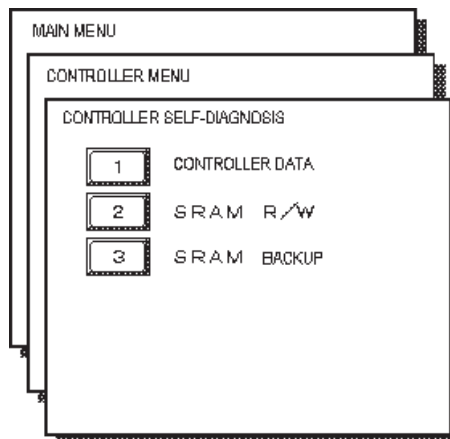 MAIN MENU
CONTROLLER MENU
CONTROLLER SELF-DIAGNOSIS
1 CONTROLLER DATA
2 SRAM R/W
3 SRAM BACKUP